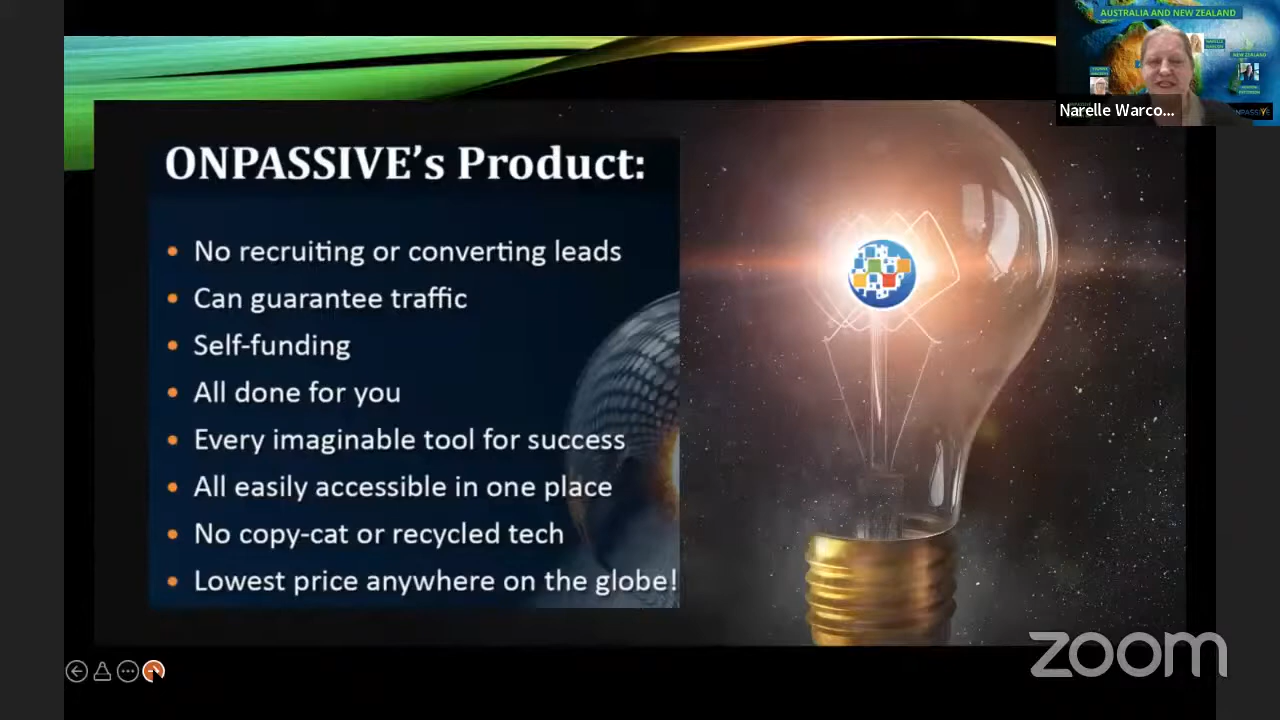 AUSTRALIA AND NEW ZEALAND
NEW ZEALAND
Narelle Warco...
ONPASSIVE’s Product:
• No recruiting or converting leads
• Can guarantee traffic
• Self-funding
• All done for you
• Every imaginable tool for success
• All easily accessible in one place
• No copy-cat or recycled tech
• Lowest price anywhere on the globe!
zoom